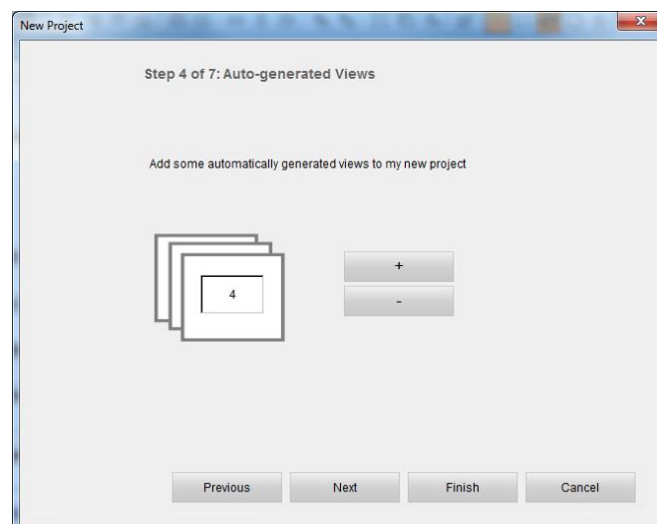 New Project
Step 4 of 7: Auto-generated Views
Add some automatically generated views to my new project
4
+
-
Previous Next Finish Cancel